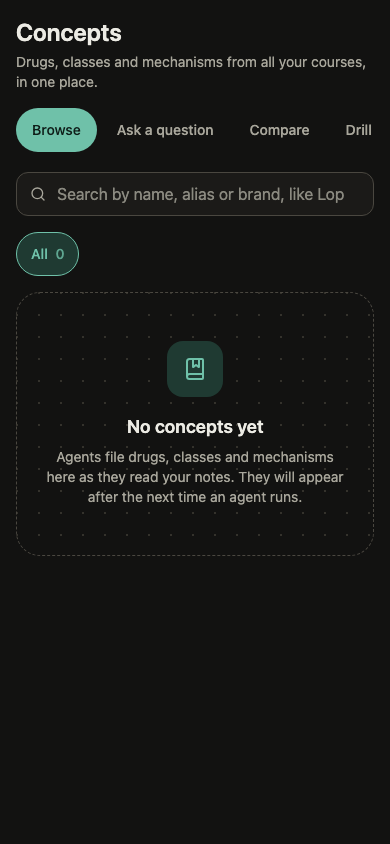 Concepts
Drugs, classes and mechanisms from all your courses,
in one place.
Browse
Ask a question
Compare
Drill
Search by name, alias or brand, like Lop
All 0
No concepts yet
Agents file drugs, classes and mechanisms
here as they read your notes. They will appear
after the next time an agent runs.